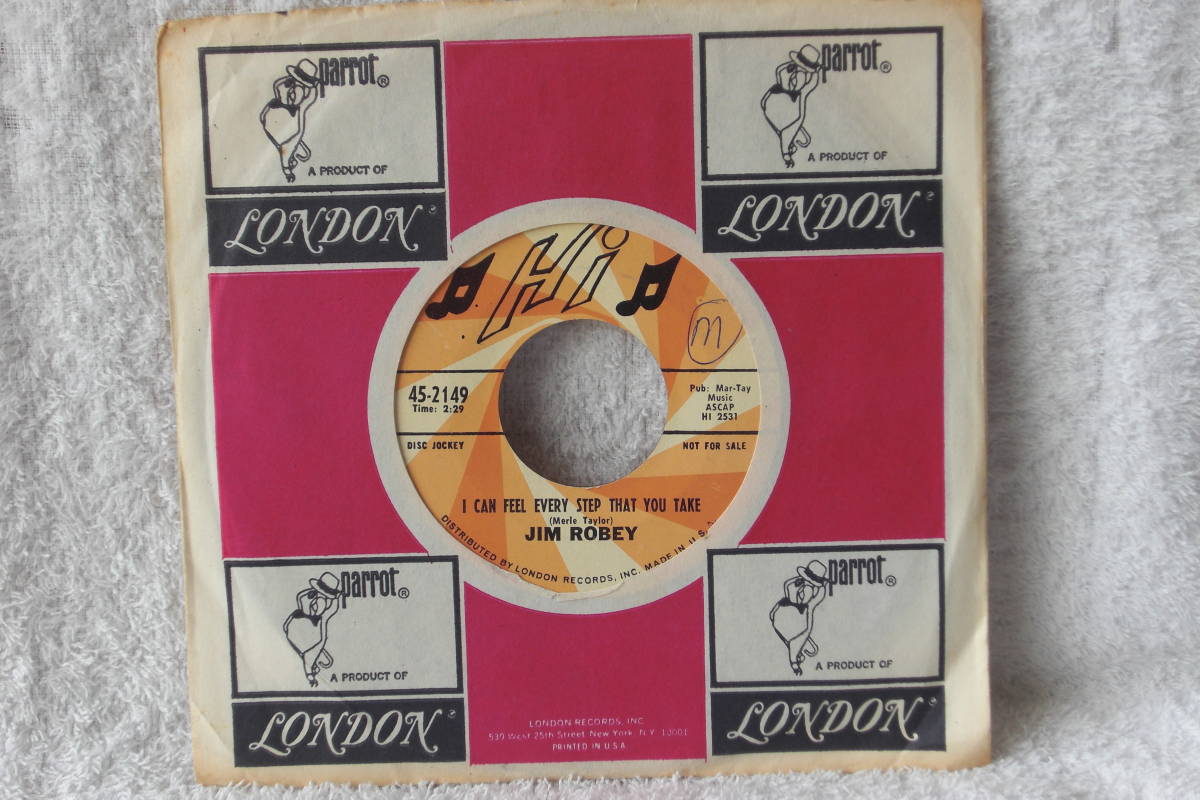 parrot®
A PRODUCT OF
LONDON®
parrot®
A PRODUCT OF
LONDON®
Hi
M
45-2149
Time: 2:29
Pub: Mar-Tay
Music
ASCAP
HI 2531
DISC JOCKEY
NOT FOR SALE
I CAN FEEL EVERY STEP THAT YOU TAKE
(Merle Taylor)
JIM ROBEY
DISTRIBUTED BY LONDON RECORDS, INC. MADE IN U.S.A.
parrot®
A PRODUCT OF
LONDON®
parrot®
A PRODUCT OF
LONDON®
LONDON RECORDS, INC.
539 West 25th Street New York, N.Y. 10001
PRINTED IN U.S.A.